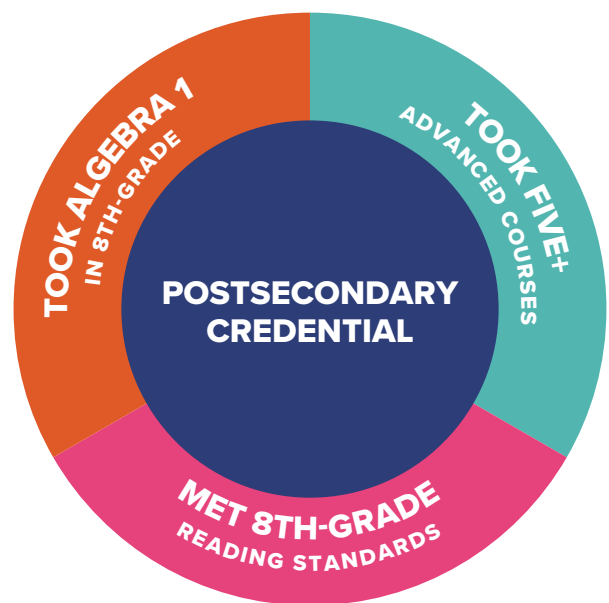 TOOK ALGEBRA 1
IN 8TH-GRADE
TOOK FIVE+
ADVANCED COURSES
POSTSECONDARY
CREDENTIAL
MET 8TH-GRADE
READING STANDARDS